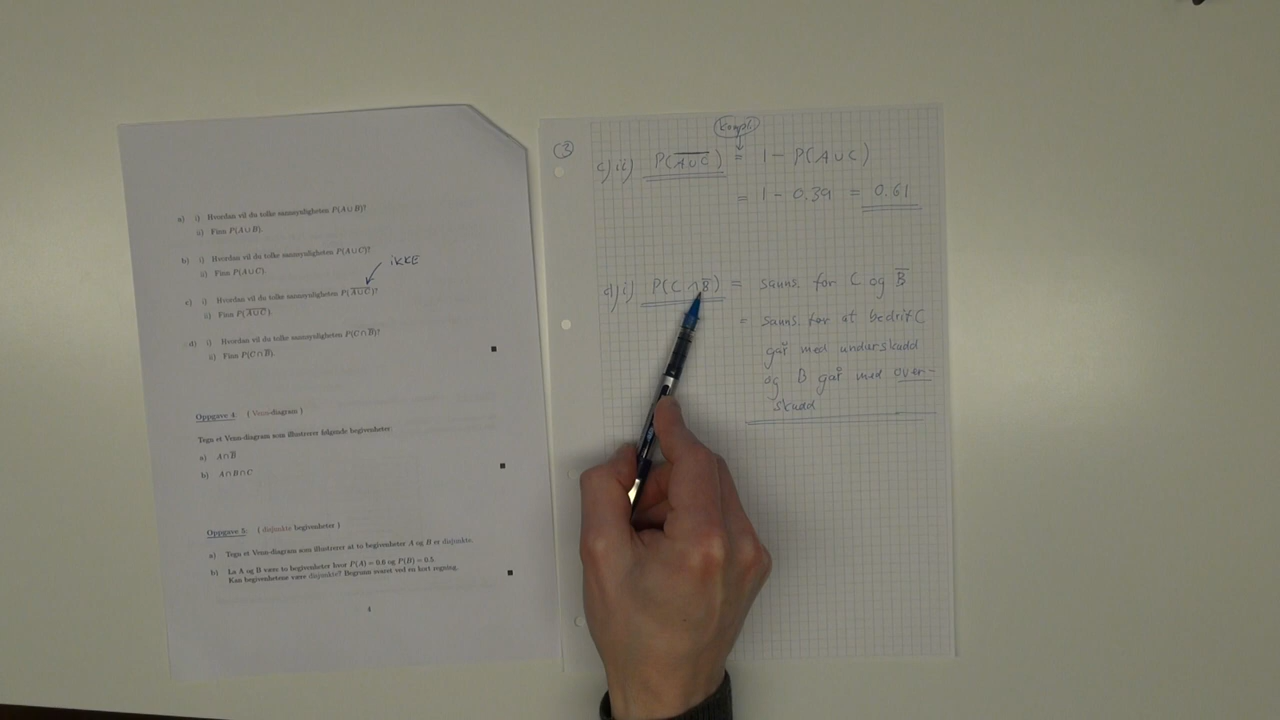 a) i) Hvordan vil du tolke sannsynligheten P(A∪B)?
ii) Finn P(A∪B).
b) i) Hvordan vil du tolke sannsynligheten P(A∪C)?
ii) Finn P(A∪C).
IKKE
c) i) Hvordan vil du tolke sannsynligheten P(A̅∪̅C̅)?
ii) Finn P(A̅∪̅C̅).
d) i) Hvordan vil du tolke sannsynligheten P(C∩B̅)?
ii) Finn P(C∩B̅).
Oppgave 4: ( Venn-diagram )
Tegn et Venn-diagram som illustrerer følgende begivenheter:
a) A∩B̅
b) A∩B∩C
Oppgave 5: ( disjunkte begivenheter )
a) Tegn et Venn-diagram som illustrerer at to begivenheter A og B er disjunkte.
b) La A og B være to begivenheter hvor P(A) = 0.6 og P(B) = 0.5.
Kan begivenhetene være disjunkte? Begrunn svaret ved en kort regning.
4
③
kompl.
c) ii) P(A̅∪̅C̅) = 1 - P(A∪C)
= 1 - 0.39 = 0.61
d) i) P(C∩B̅) = sanns. for C og B̅
= sanns. for at bedrift C
går med underskudd
og B går med over-
skudd